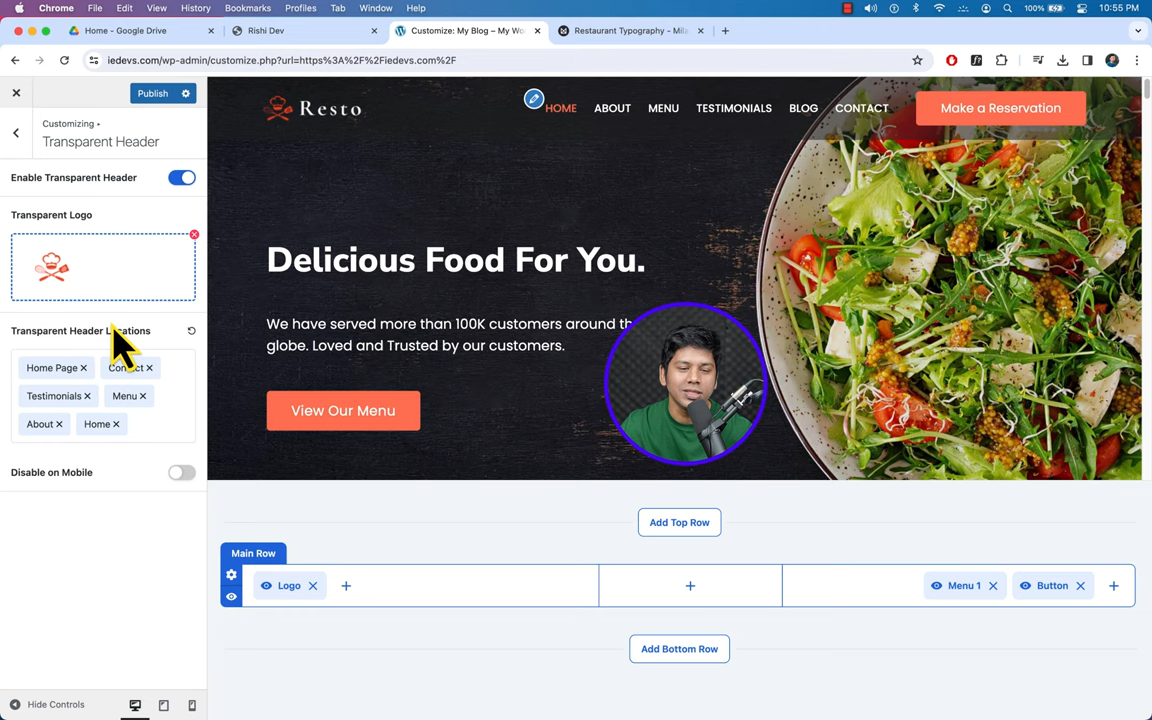 Chrome File Edit View History Bookmarks Profiles Tab Window Help 100% 10:55 PM
Home - Google Drive
Rishi Dev
Customize: My Blog – My Wo
Restaurant Typography - Mila
iedevs.com/wp-admin/customize.php?url=https%3A%2F%2Fiedevs.com%2F
Publish
Customizing •
Transparent Header
Enable Transparent Header
Transparent Logo
Transparent Header Locations
Home Page
Contact
Testimonials
Menu
About
Home
Disable on Mobile
Hide Controls
Resto
HOME ABOUT MENU TESTIMONIALS BLOG CONTACT
Make a Reservation
Delicious Food For You.
We have served more than 100K customers around th
globe. Loved and Trusted by our customers.
View Our Menu
Add Top Row
Main Row
Logo
Menu 1
Button
Add Bottom Row